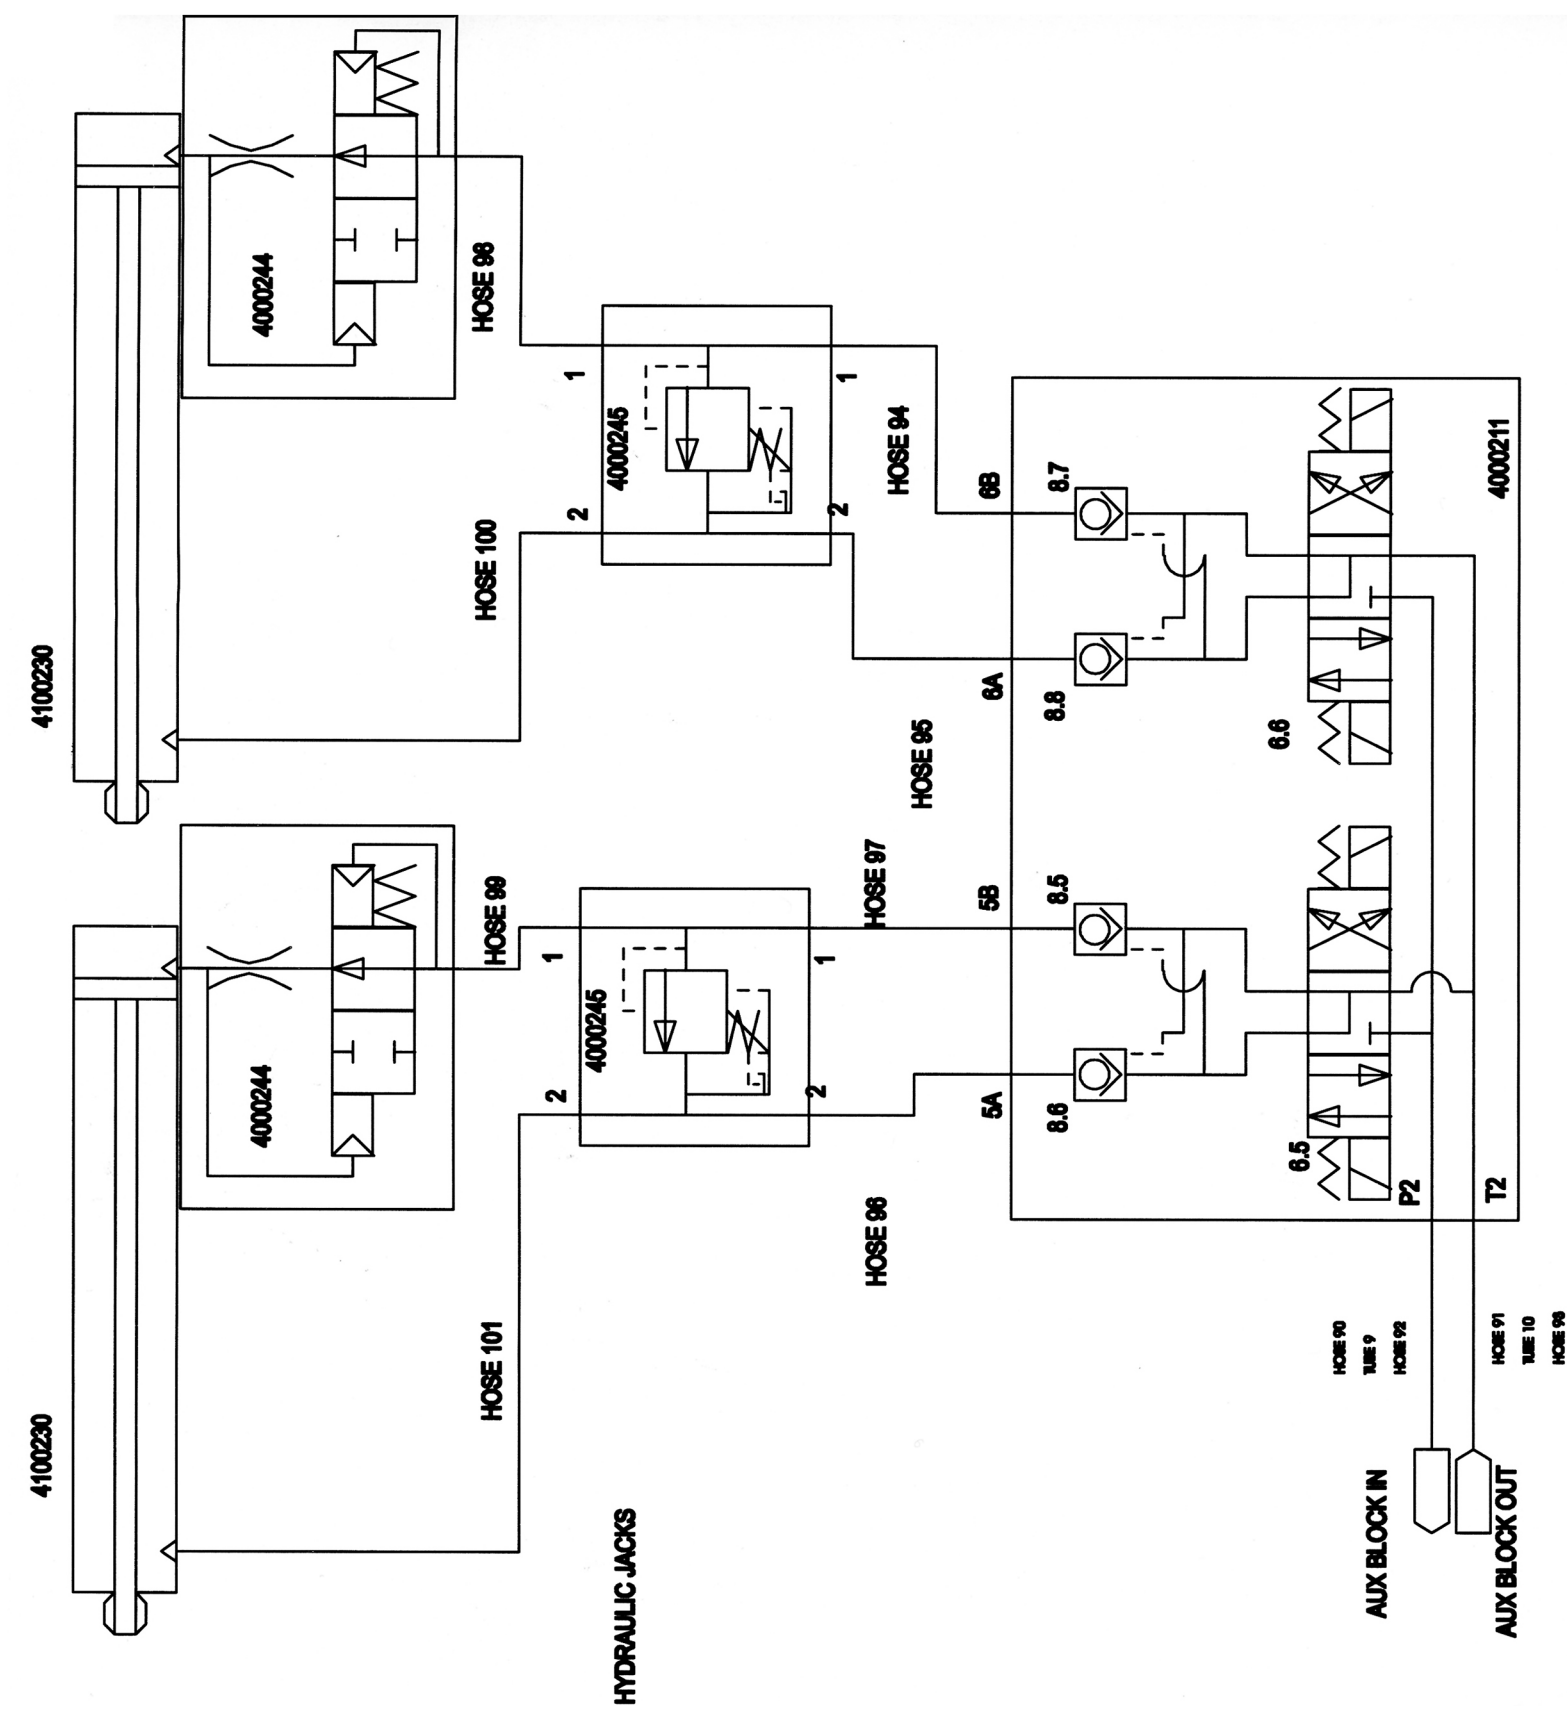 4100230
4100230
4000244
4000244
HOSE 98
HOSE 99
HOSE 100
HOSE 101
1
2
1
2
4000245
4000245
HYDRAULIC JACKS
1
2
1
2
HOSE 94
HOSE 95
HOSE 97
HOSE 96
6B
6A
5B
5A
8.7
8.8
8.5
8.6
6.6
6.5
4000211
P2
T2
HOSE 90
TUBE 9
HOSE 92
HOSE 91
TUBE 10
HOSE 93
AUX BLOCK IN
AUX BLOCK OUT